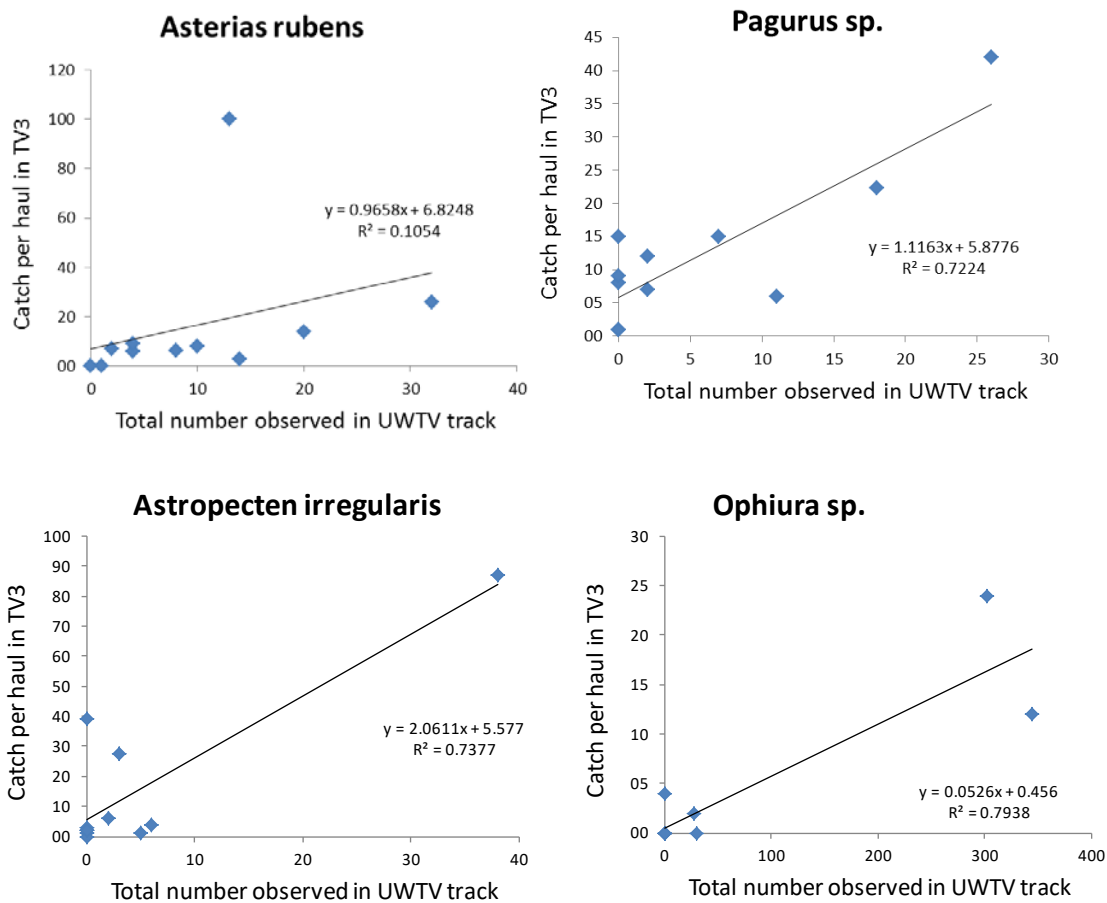 Asterias rubens
120
100
80
60
40
20
00
Catch per haul in TV3
y = 0.9658x + 6.8248
R² = 0.1054
0 10 20 30 40
Total number observed in UWTV track
Pagurus sp.
45
40
35
30
25
20
15
10
05
00
Catch per haul in TV3
y = 1.1163x + 5.8776
R² = 0.7224
0 5 10 15 20 25 30
Total number observed in UWTV track
Astropecten irregularis
100
90
80
70
60
50
40
30
20
10
00
Catch per haul in TV3
y = 2.0611x + 5.577
R² = 0.7377
0 20 40
Total number observed in UWTV track
Ophiura sp.
30
25
20
15
10
05
00
Catch per haul in TV3
y = 0.0526x + 0.456
R² = 0.7938
0 100 200 300 400
Total number observed in UWTV track